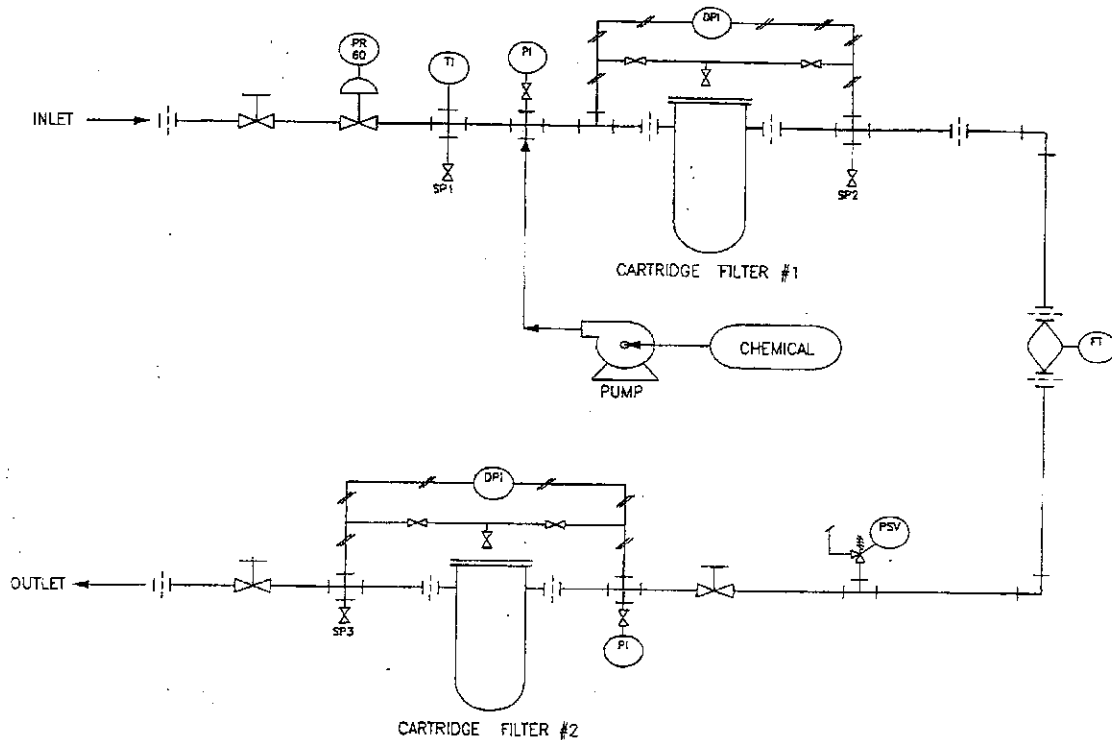 DPI
PR
60
TI
PI
INLET
SP1
SP2
CARTRIDGE FILTER #1
FT
CHEMICAL
PUMP
DPI
PSV
OUTLET
SP3
PI
CARTRIDGE FILTER #2